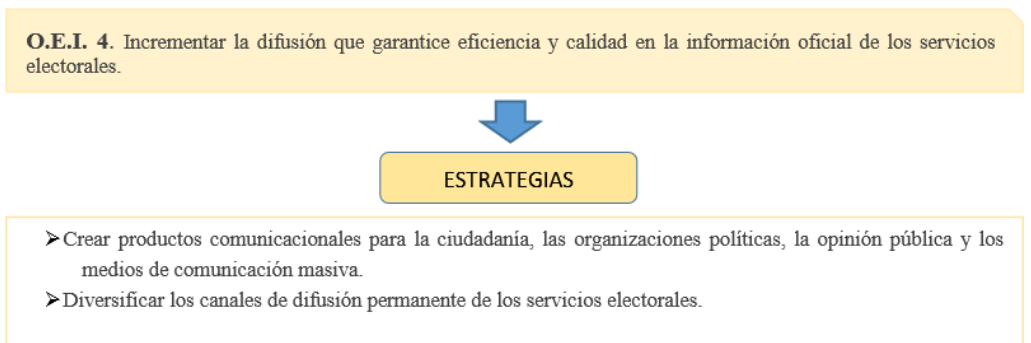 O.E.I. 4. Incrementar la difusión que garantice eficiencia y calidad en la información oficial de los servicios
electorales.
ESTRATEGIAS
➢Crear productos comunicacionales para la ciudadanía, las organizaciones políticas, la opinión pública y los
medios de comunicación masiva.
➢Diversificar los canales de difusión permanente de los servicios electorales.